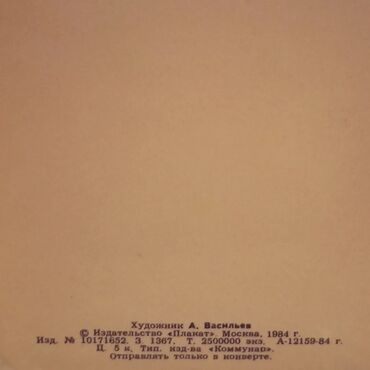 Художник А. Васильев
© Издательство «Плакат». Москва, 1984 г.
Изд. № 10171652. З. 1367. Т. 2500000 экз. А-12159-84 г.
Ц. 5 к. Тип. изд-ва «Коммунар».
Отправлять только в конверте.